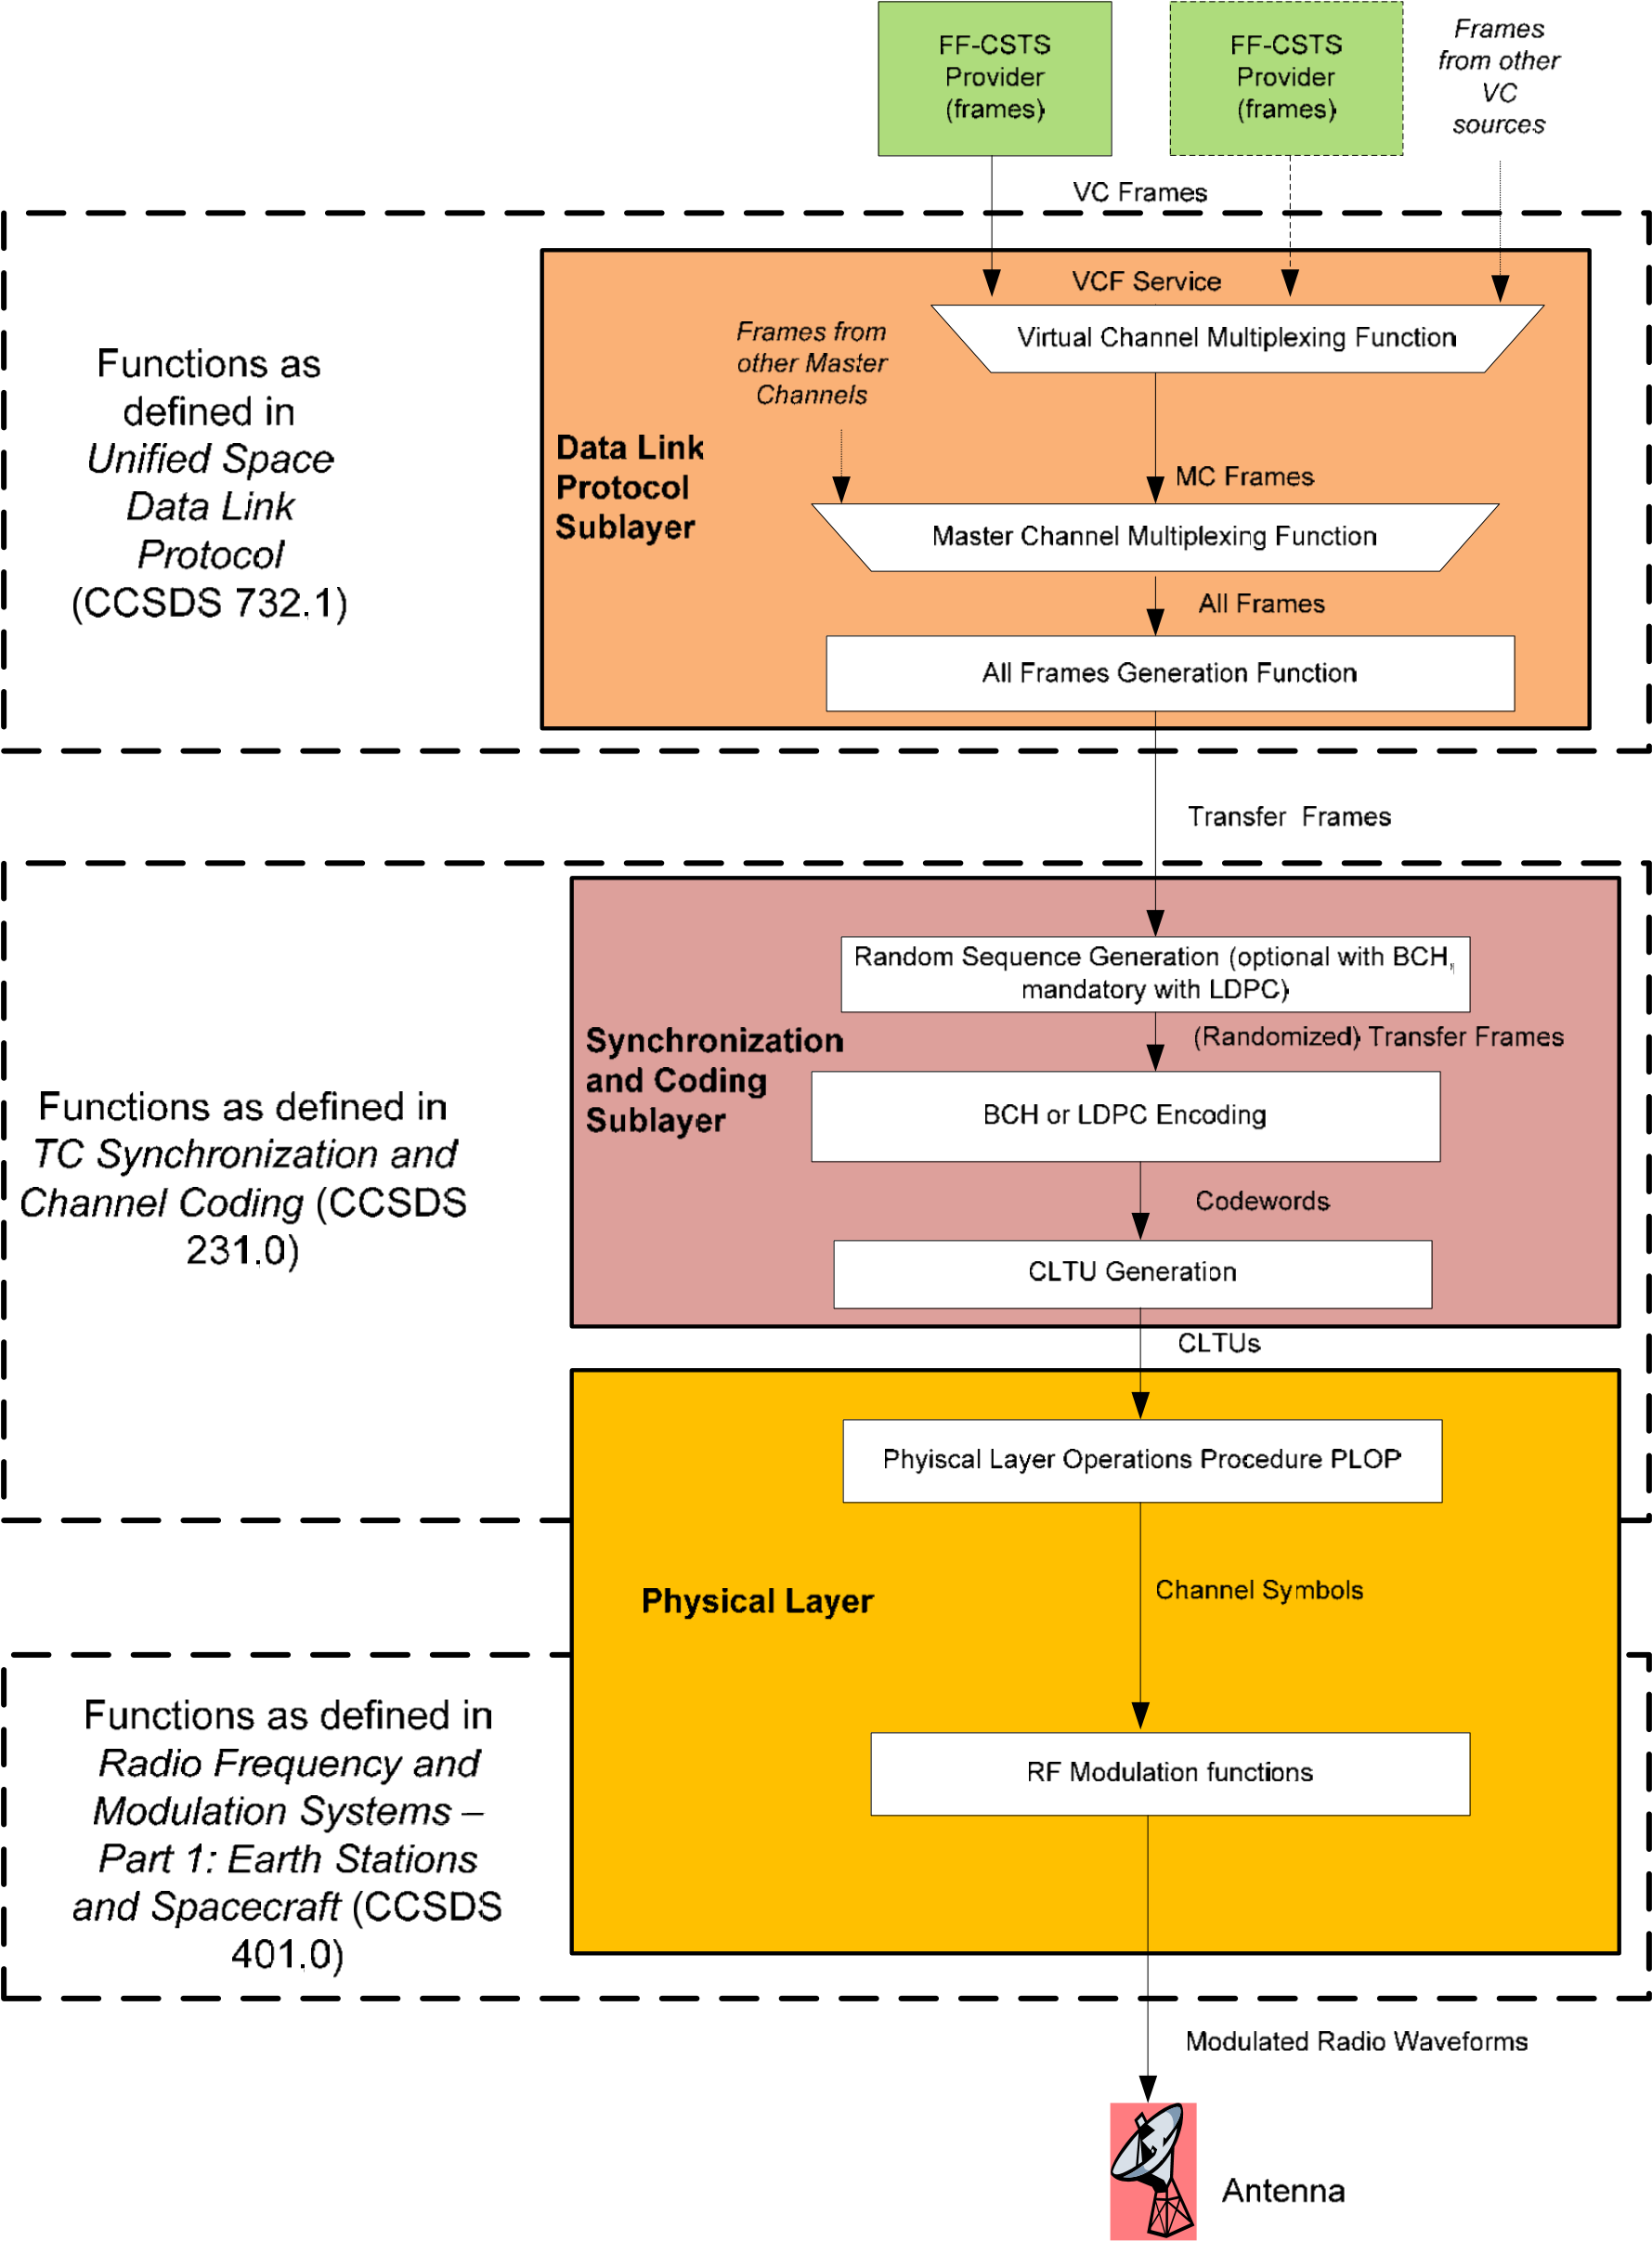 FF-CSTS
Provider
(frames)
FF-CSTS
Provider
(frames)
Frames
from other
VC
sources
VC Frames
VCF Service
Virtual Channel Multiplexing Function
Frames from
other Master
Channels
Functions as
defined in
Unified Space
Data Link
Protocol
(CCSDS 732.1)
Data Link
Protocol
Sublayer
MC Frames
Master Channel Multiplexing Function
All Frames
All Frames Generation Function
Transfer Frames
Random Sequence Generation (optional with BCH,
mandatory with LDPC)
(Randomized) Transfer Frames
Synchronization
and Coding
Sublayer
BCH or LDPC Encoding
Functions as defined in
TC Synchronization and
Channel Coding (CCSDS
231.0)
Codewords
CLTU Generation
CLTUs
Phyiscal Layer Operations Procedure PLOP
Channel Symbols
Physical Layer
Functions as defined in
Radio Frequency and
Modulation Systems –
Part 1: Earth Stations
and Spacecraft (CCSDS
401.0)
RF Modulation functions
Modulated Radio Waveforms
Antenna